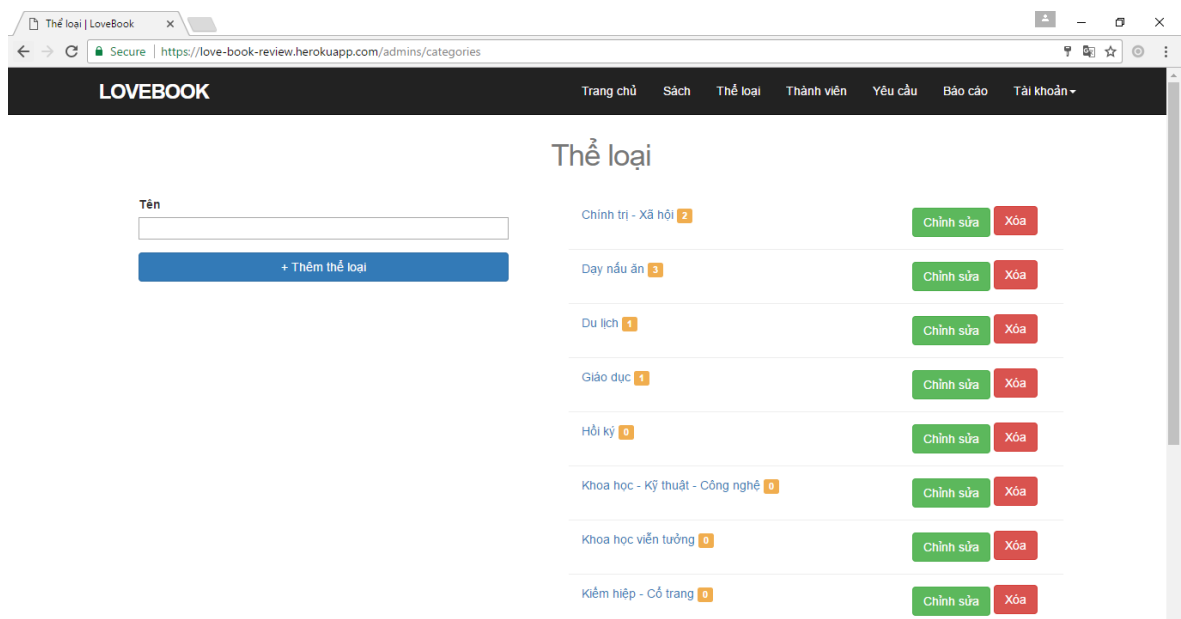 Thể loại | LoveBook
Secure | https://love-book-review.herokuapp.com/admins/categories
LOVEBOOK Trang chủ Sách Thể loại Thành viên Yêu cầu Báo cáo Tài khoản
Thể loại
Tên
+ Thêm thể loại
Chính trị - Xã hội 2 Chỉnh sửa Xóa
Dạy nấu ăn 3 Chỉnh sửa Xóa
Du lịch 1 Chỉnh sửa Xóa
Giáo dục 1 Chỉnh sửa Xóa
Hồi ký 0 Chỉnh sửa Xóa
Khoa học - Kỹ thuật - Công nghệ 0 Chỉnh sửa Xóa
Khoa học viễn tưởng 0 Chỉnh sửa Xóa
Kiếm hiệp - Cổ trang 0 Chỉnh sửa Xóa